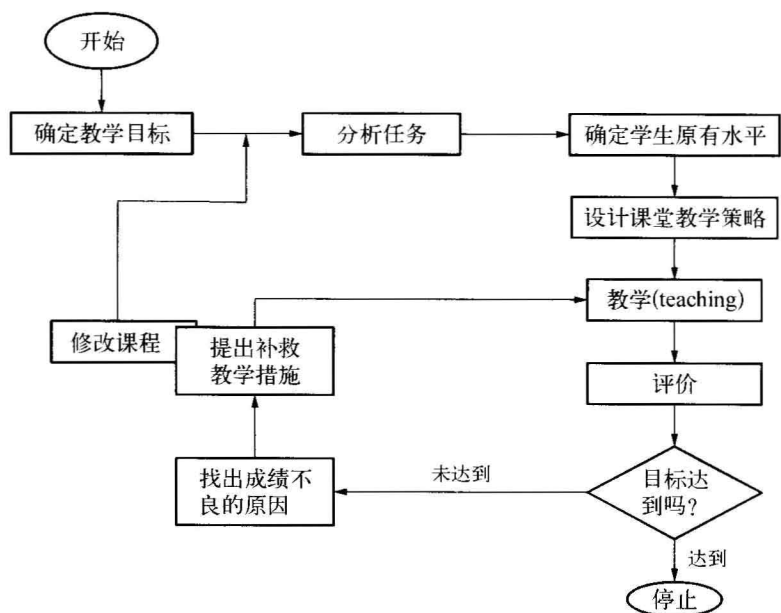 开始
确定教学目标
分析任务
确定学生原有水平
设计课堂教学策略
教学(teaching)
修改课程
提出补救
教学措施
评价
找出成绩不
良的原因
未达到
目标达
到吗？
达到
停止